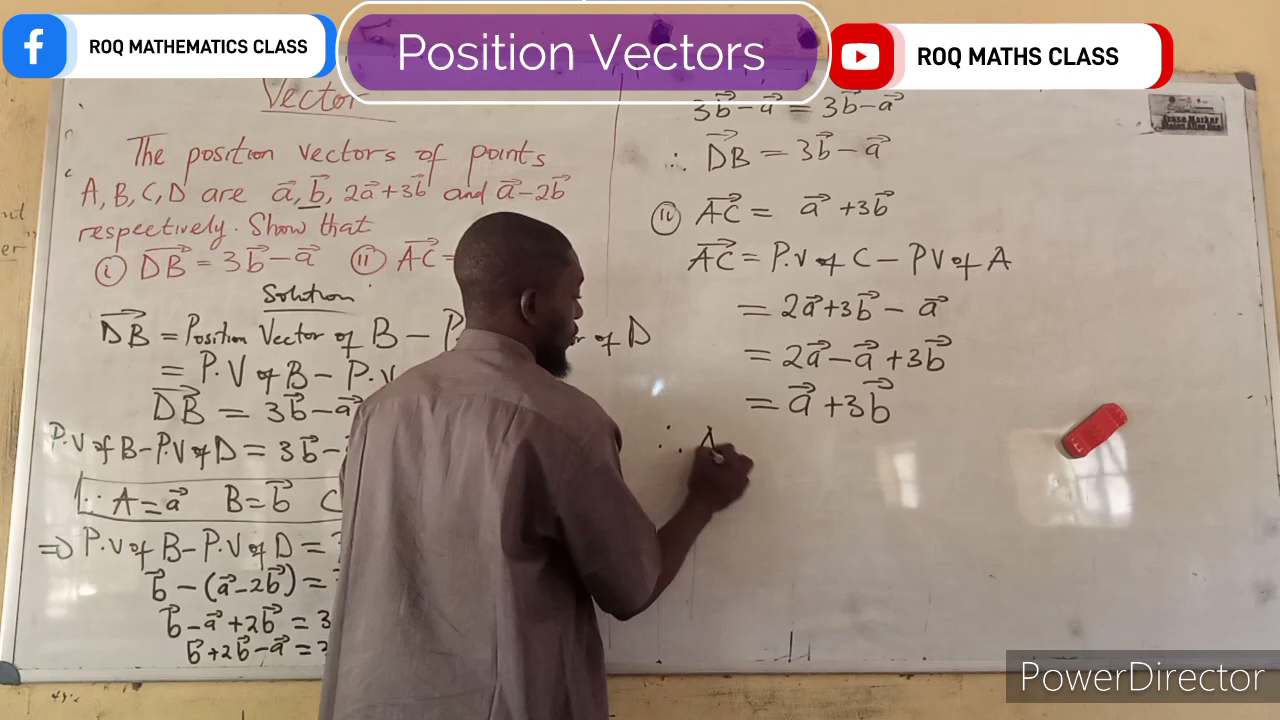 ROQ MATHEMATICS CLASS
Position Vectors
ROQ MATHS CLASS
Vector
The position vectors of points
A, B, C, D are a⃗, b⃗, 2a⃗+3b⃗ and a⃗-2b⃗
respectively. Show that
(i) DB⃗ = 3b⃗-a⃗ (ii) AC⃗ =
Solution
DB⃗ = Position Vector of B - P of D
= P.V of B - P.V
DB⃗ = 3b⃗-a⃗
P.V of B - P.V of D = 3b⃗-
∵ A=a⃗ B=b⃗ C
=> P.V of B - P.V of D =
b⃗ - (a⃗-2b⃗) =
b⃗ - a⃗ + 2b⃗ = 3
b⃗+2b⃗-a⃗ =
3b⃗-a⃗ = 3b⃗-a⃗
∴ DB⃗ = 3b⃗ - a⃗
(ii) AC⃗ = a⃗ + 3b⃗
AC⃗ = P.V of C - PV of A
= 2a⃗+3b⃗ - a⃗
= 2a⃗-a⃗ +3b⃗
= a⃗ +3b⃗
∴ A
PowerDirector